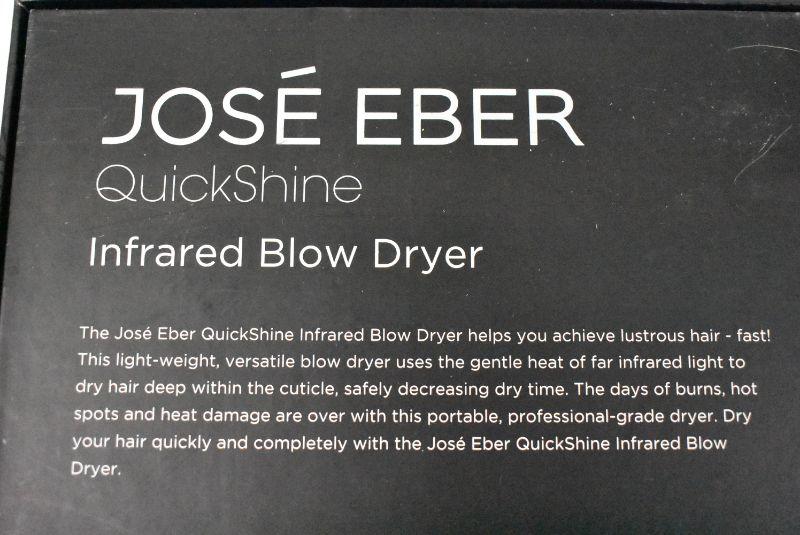 JOSÉ EBER
QuickShine
Infrared Blow Dryer
The José Eber QuickShine Infrared Blow Dryer helps you achieve lustrous hair - fast!
This light-weight, versatile blow dryer uses the gentle heat of far infrared light to
dry hair deep within the cuticle, safely decreasing dry time. The days of burns, hot
spots and heat damage are over with this portable, professional-grade dryer. Dry
your hair quickly and completely with the José Eber QuickShine Infrared Blow
Dryer.